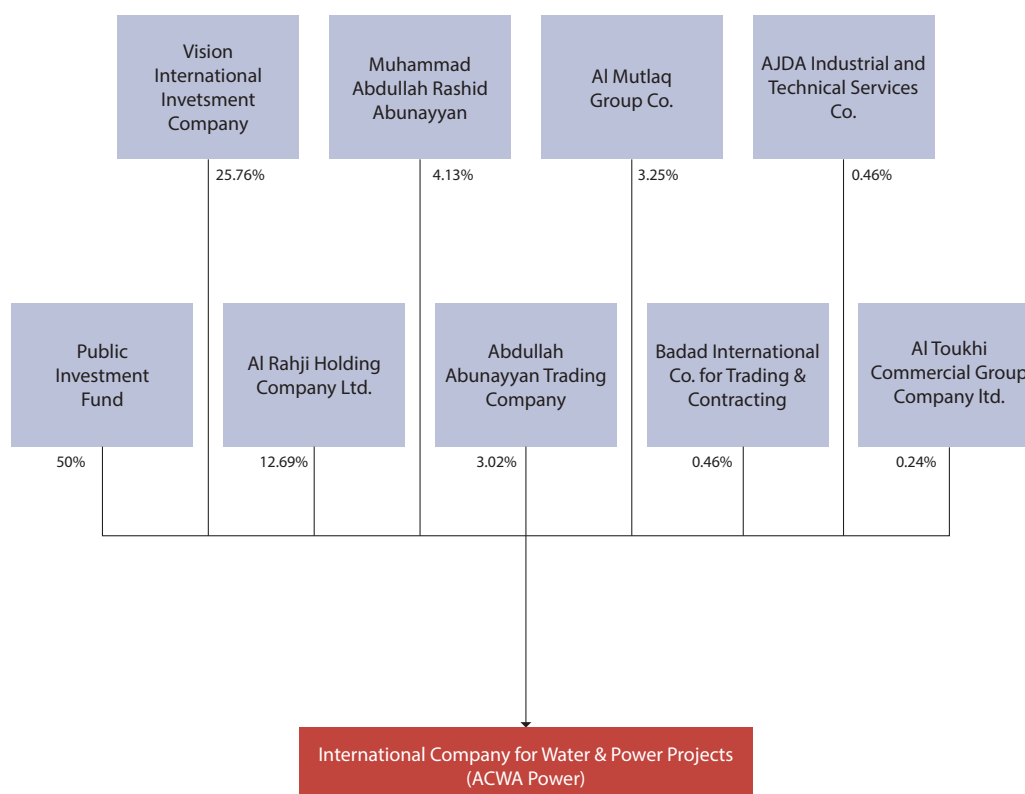 Vision
International
Invetsment
Company
Muhammad
Abdullah Rashid
Abunayyan
Al Mutlaq
Group Co.
AJDA Industrial and
Technical Services
Co.
25.76%
4.13%
3.25%
0.46%
Public
Investment
Fund
Al Rahji Holding
Company Ltd.
Abdullah
Abunayyan Trading
Company
Badad International
Co. for Trading &
Contracting
Al Toukhi
Commercial Group
Company ltd.
50%
12.69%
3.02%
0.46%
0.24%
International Company for Water & Power Projects
(ACWA Power)